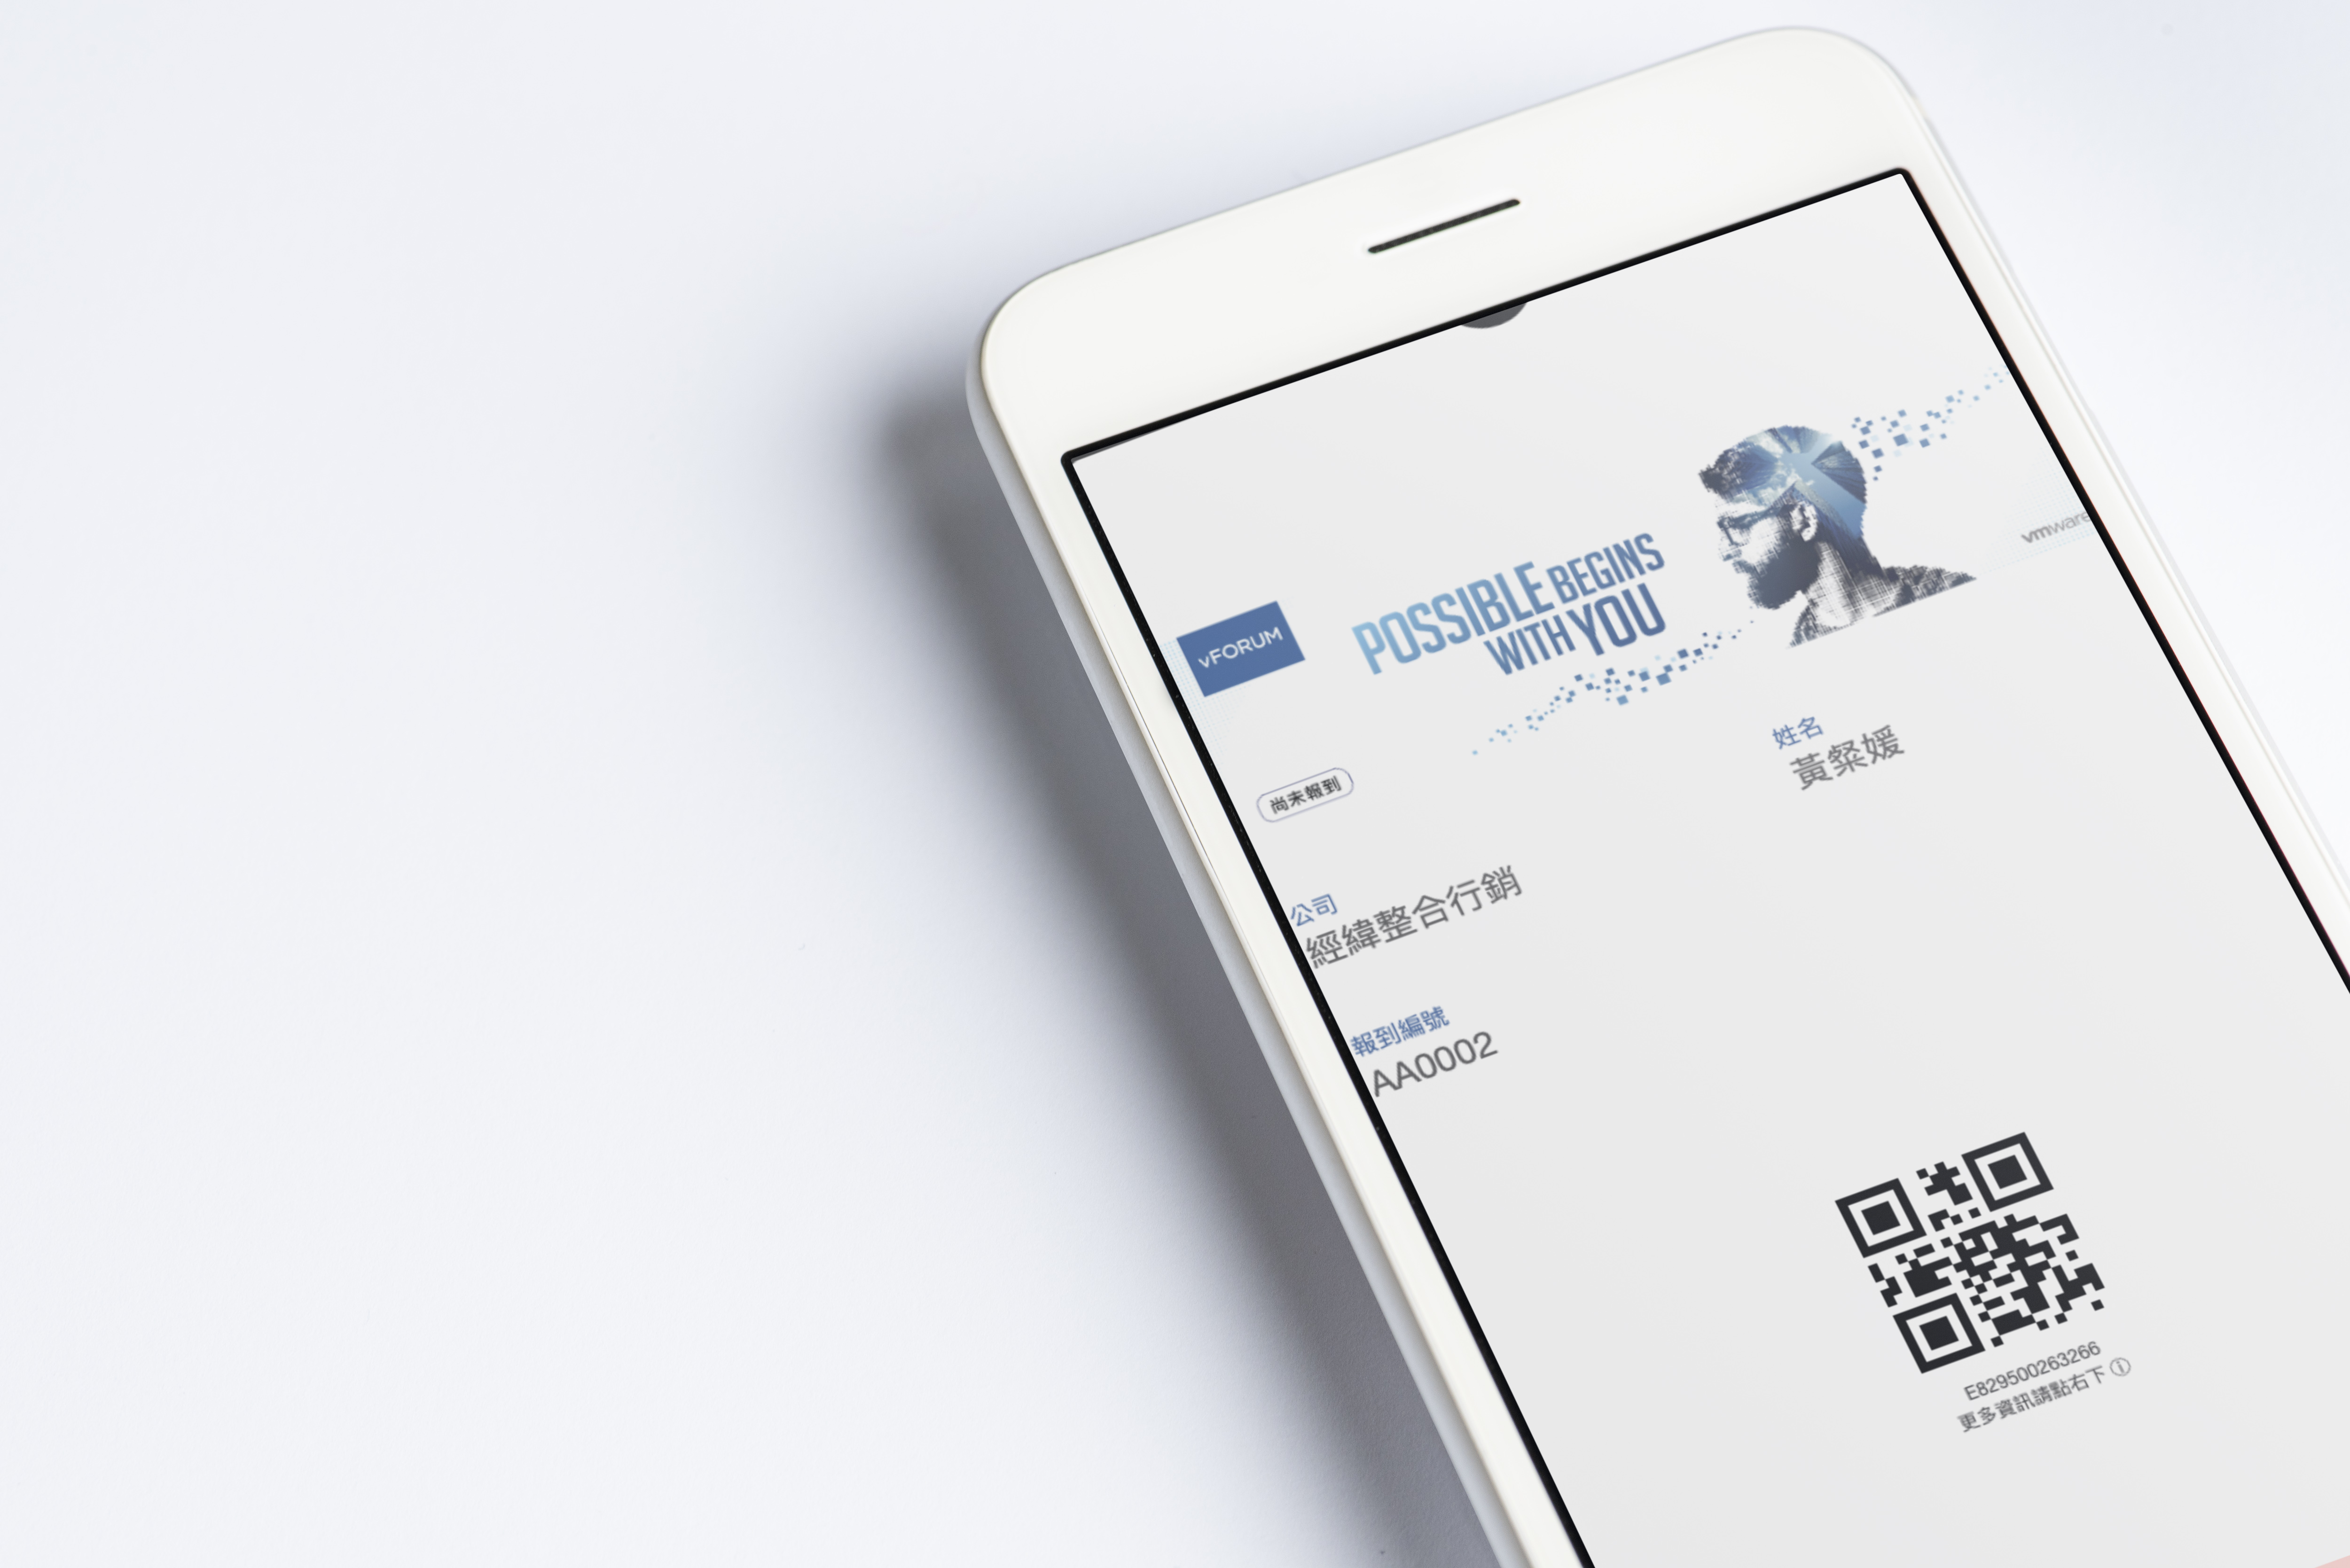 vFORUM
POSSIBLE BEGINS
WITH YOU
vmware
尚未報到
姓名
黃粲媛
公司
經緯整合行銷
報到編號
AA0002
E829500263266
更多資訊請點右下 ⓘ